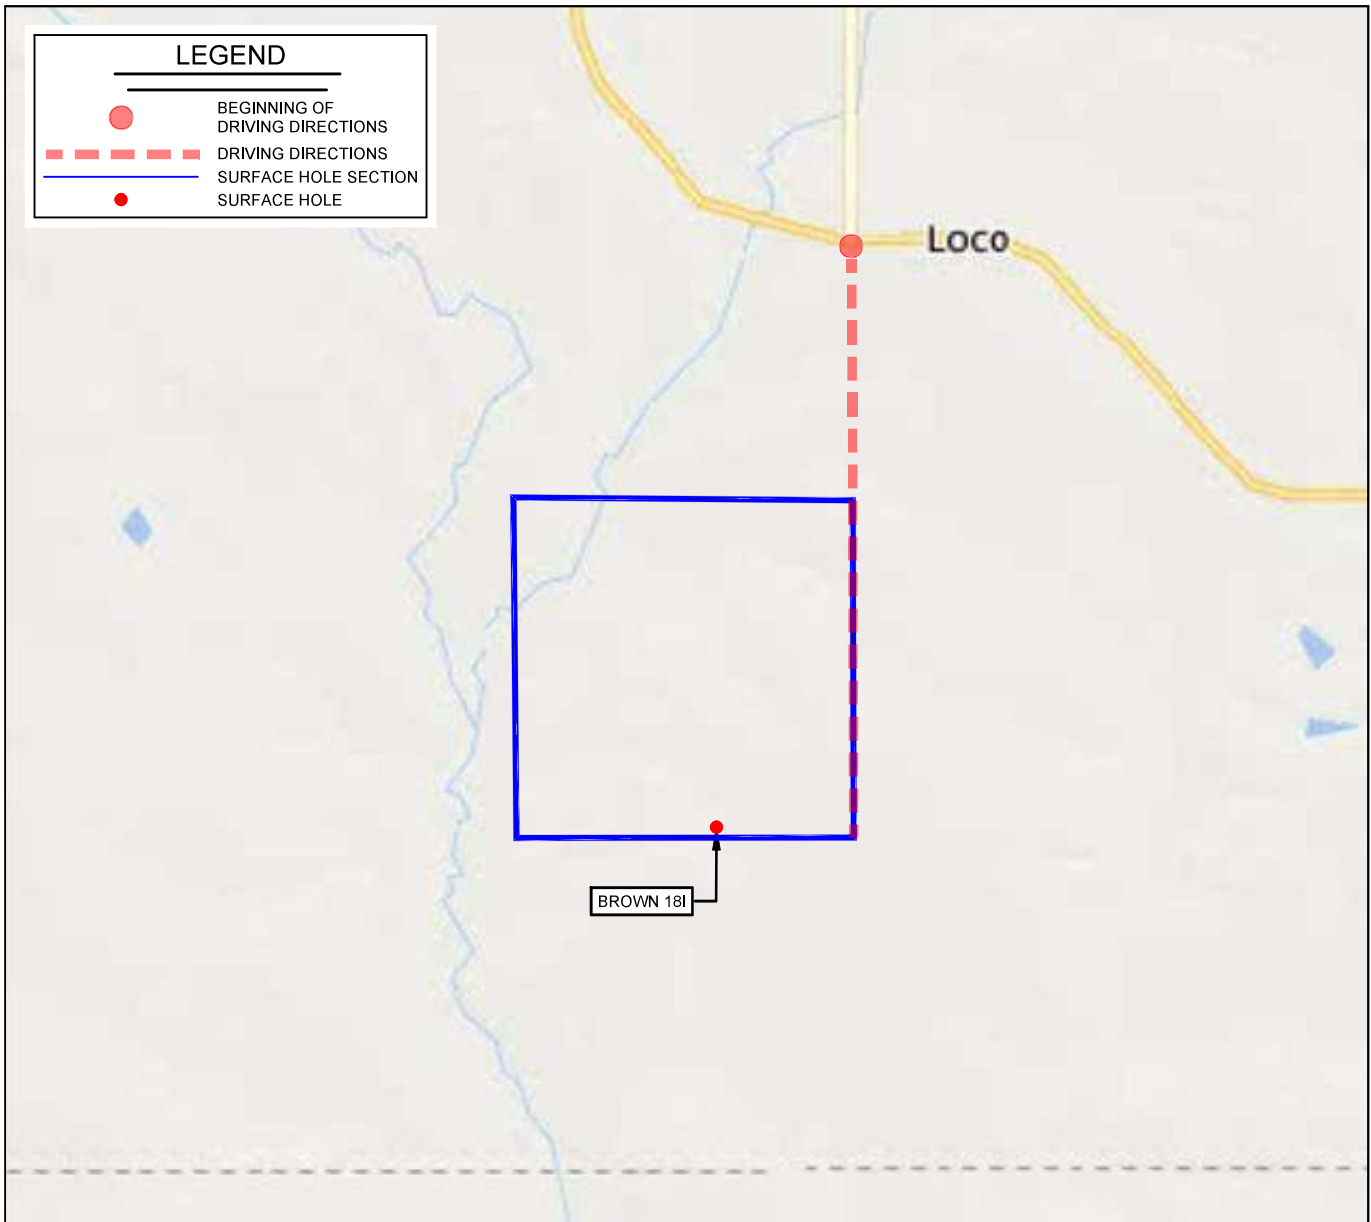 LEGEND
BEGINNING OF
DRIVING DIRECTIONS
DRIVING DIRECTIONS
SURFACE HOLE SECTION
SURFACE HOLE
Loco
BROWN 18I